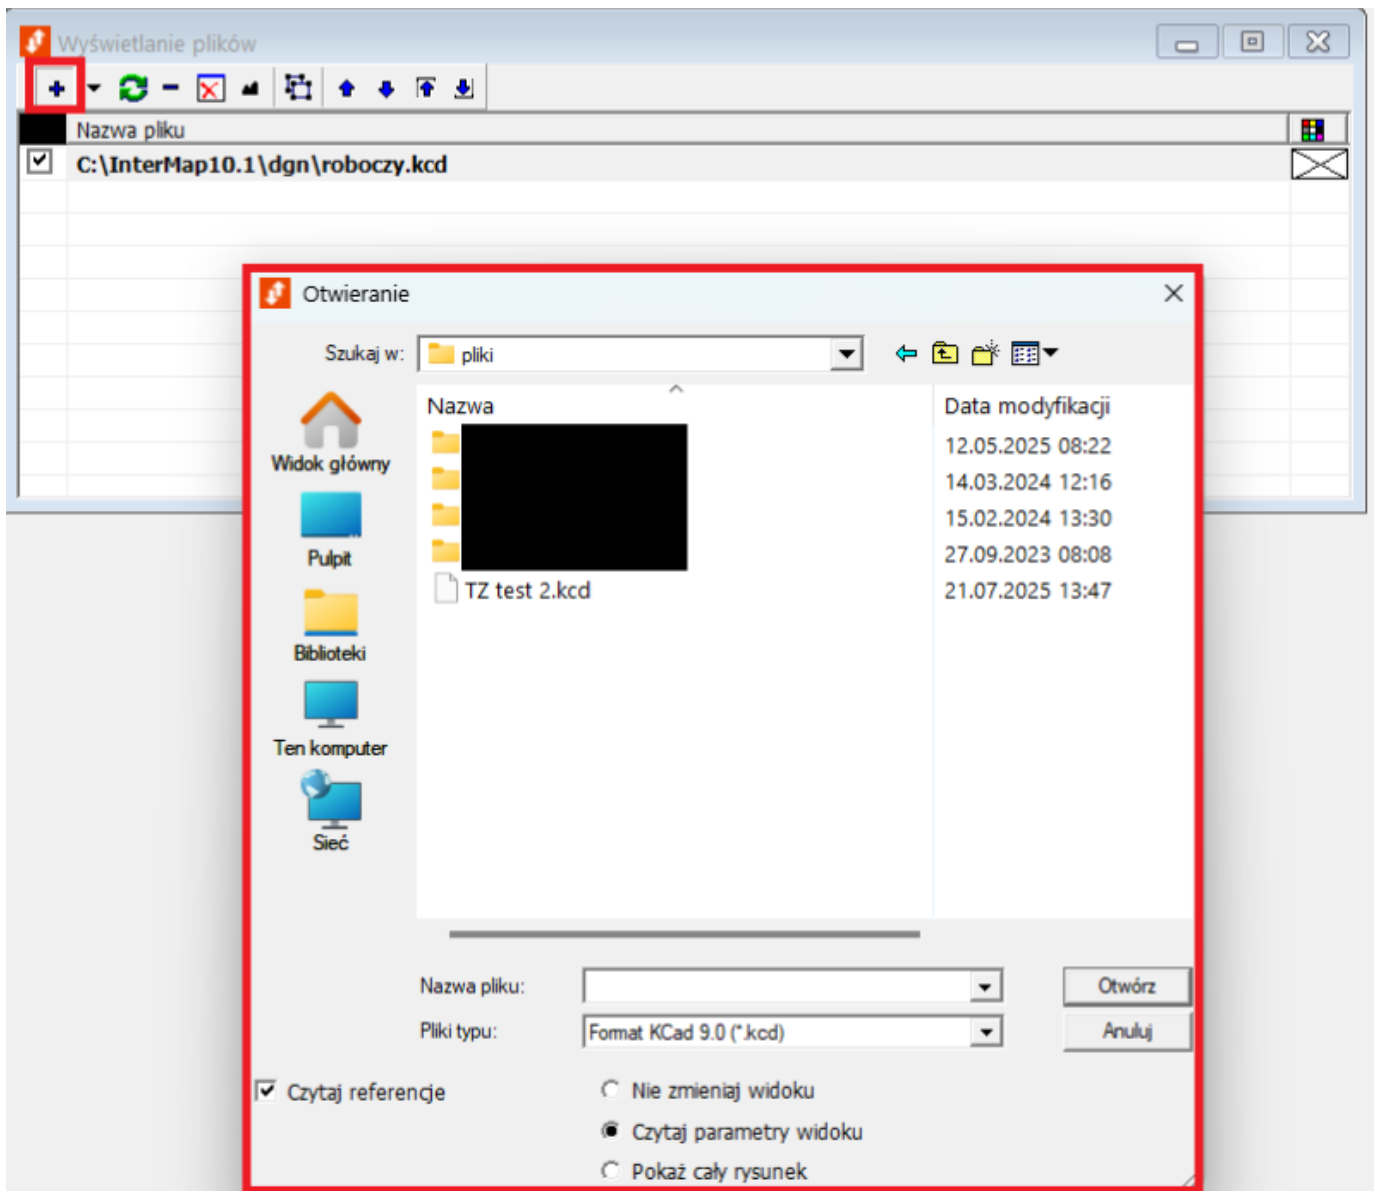 Wyświetlanie plików
Nazwa pliku
C:\InterMap10.1\dgn\roboczy.kcd
Otwieranie
Szukaj w: pliki
Nazwa Data modyfikacji
12.05.2025 08:22
14.03.2024 12:16
15.02.2024 13:30
27.09.2023 08:08
TZ test 2.kcd 21.07.2025 13:47
Widok główny
Pulpit
Biblioteki
Ten komputer
Sieć
Nazwa pliku: Otwórz
Pliki typu: Format KCad 9.0 (*.kcd) Anuluj
Czytaj referencje Nie zmieniaj widoku
Czytaj parametry widoku
Pokaż cały rysunek